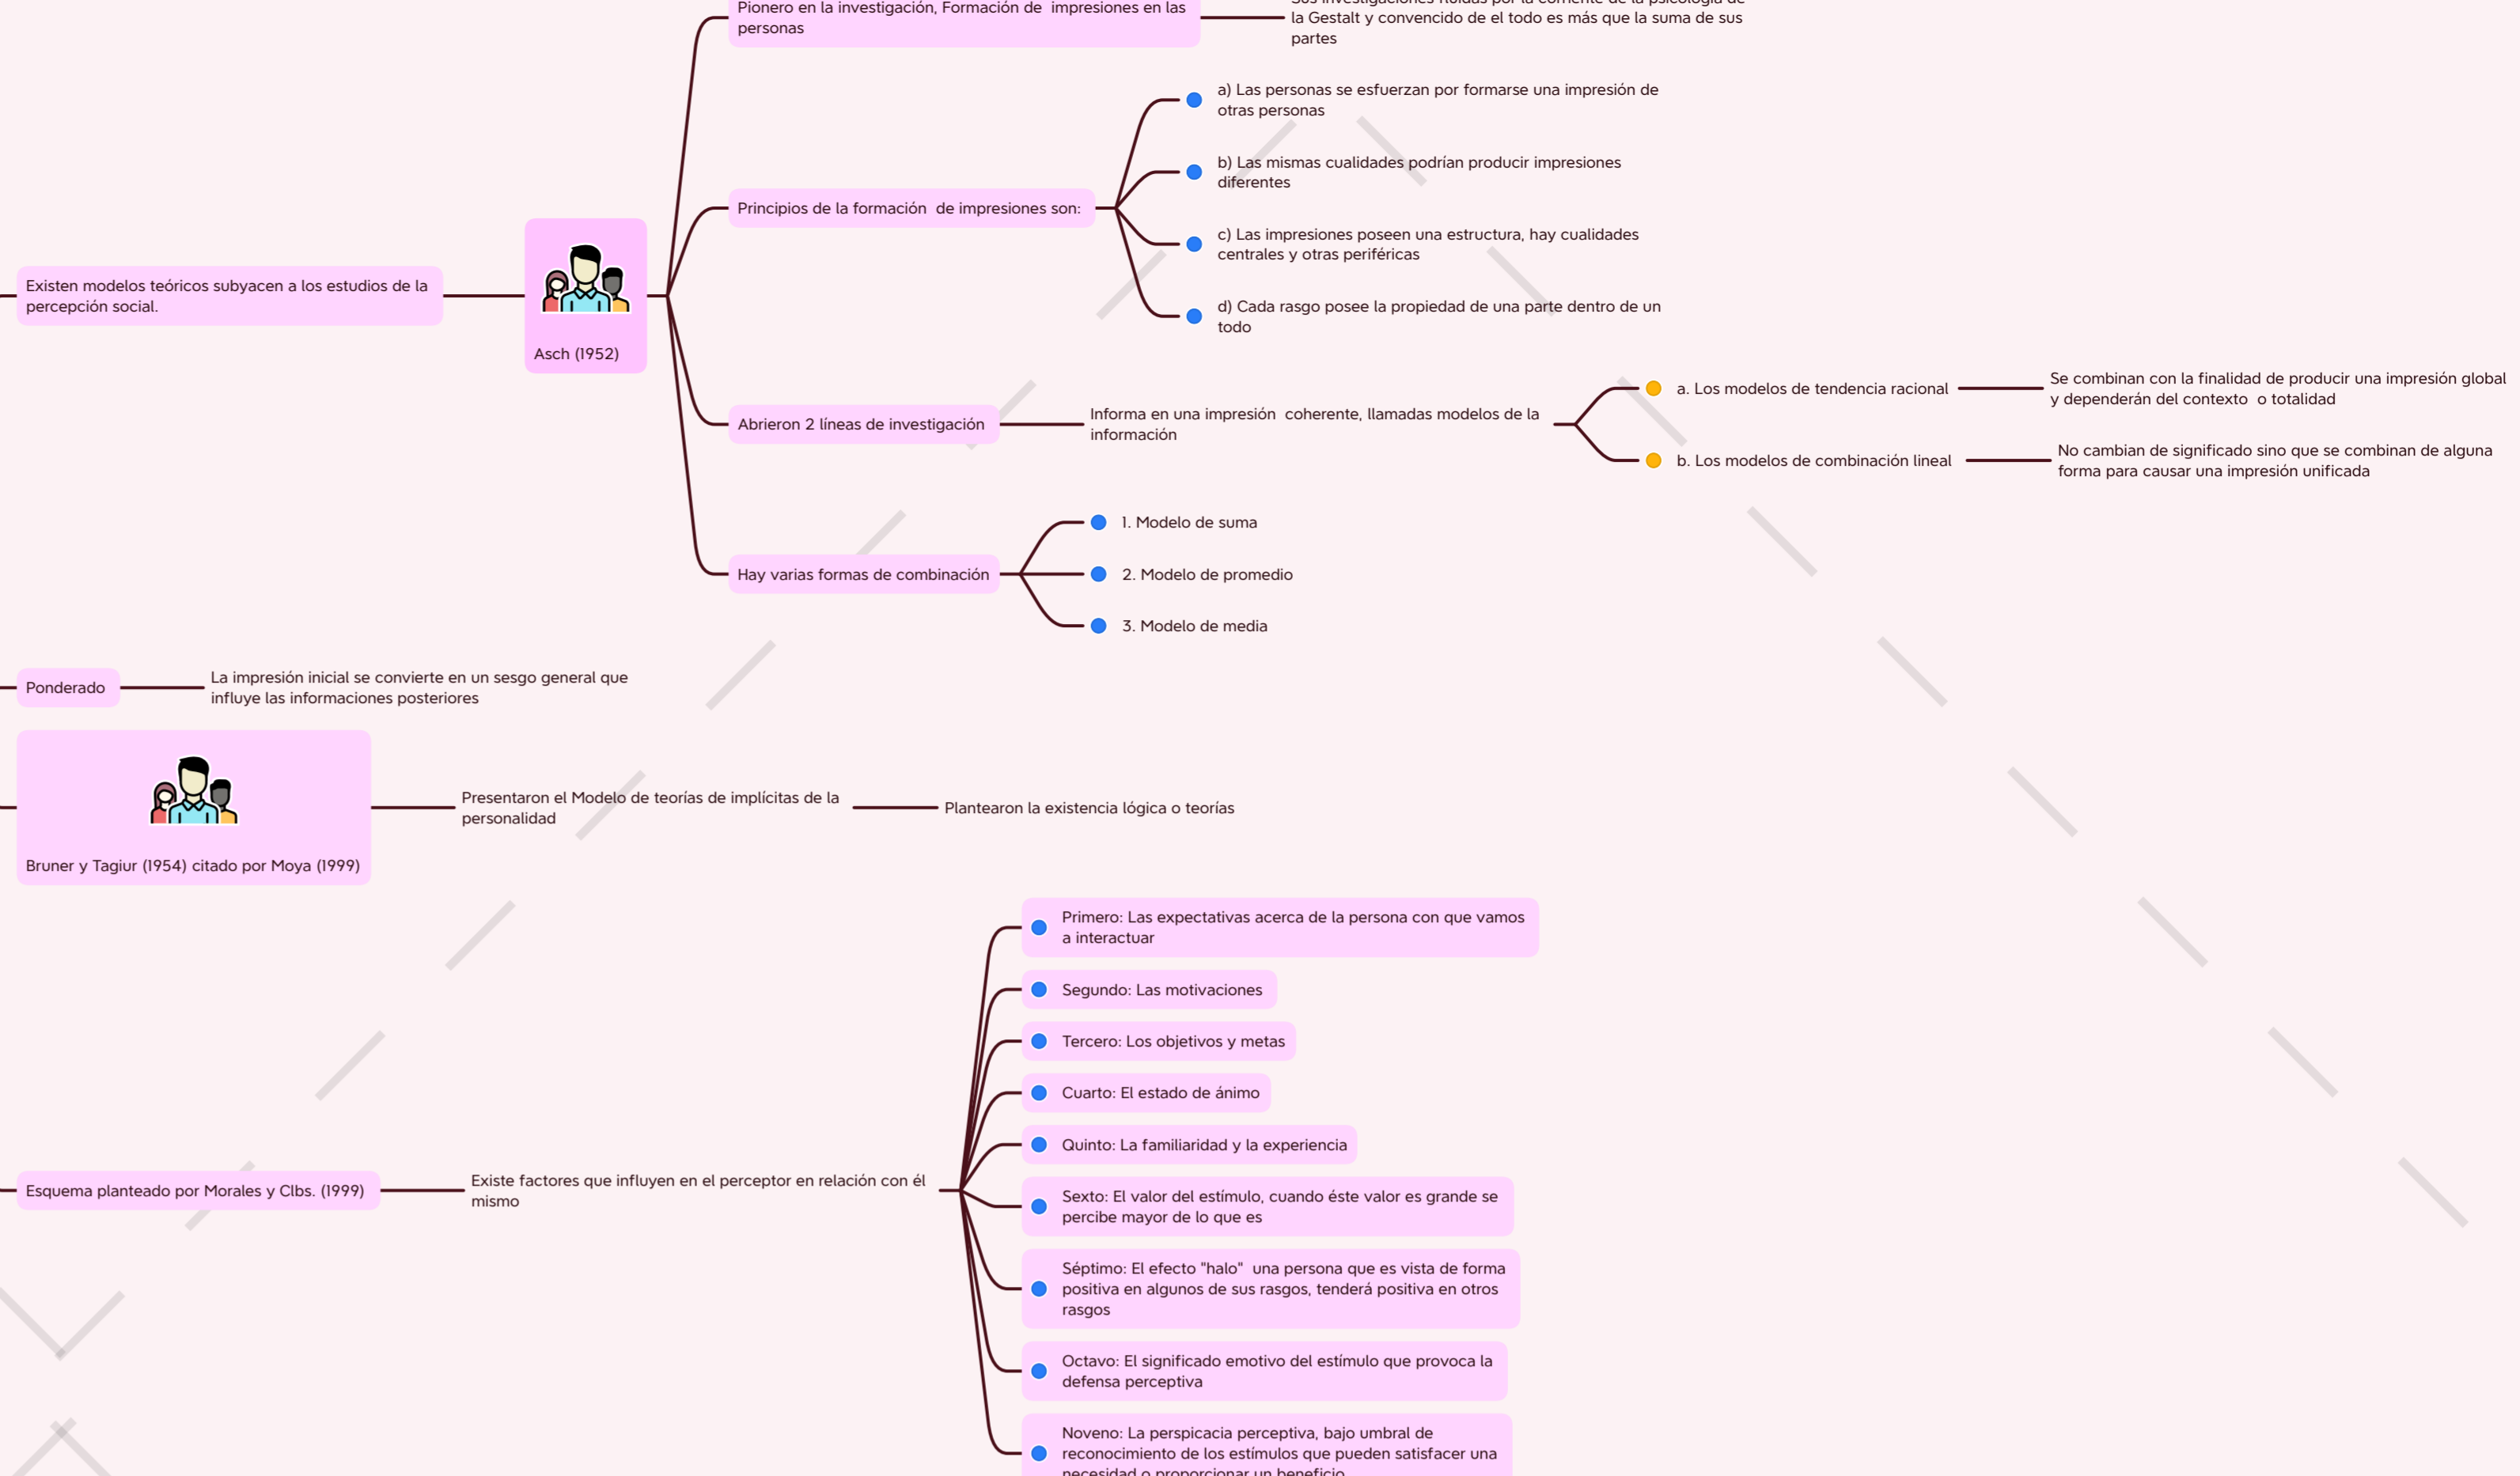 Pionero en la investigación, Formación de  impresiones en las
personas
Sus investigaciones fluidas por la corriente de la psicología de
la Gestalt y convencido de el todo es más que la suma de sus
partes
a) Las personas se esfuerzan por formarse una impresión de
otras personas
b) Las mismas cualidades podrían producir impresiones
diferentes
Principios de la formación  de impresiones son:
c) Las impresiones poseen una estructura, hay cualidades
centrales y otras periféricas
d) Cada rasgo posee la propiedad de una parte dentro de un
todo
Existen modelos teóricos subyacen a los estudios de la
percepción social.
Asch (1952)
Abrieron 2 líneas de investigación
Informa en una impresión  coherente, llamadas modelos de la
información
a. Los modelos de tendencia racional
Se combinan con la finalidad de producir una impresión global
y dependerán del contexto  o totalidad
b. Los modelos de combinación lineal
No cambian de significado sino que se combinan de alguna
forma para causar una impresión unificada
Hay varias formas de combinación
1. Modelo de suma
2. Modelo de promedio
3. Modelo de media
Ponderado
La impresión inicial se convierte en un sesgo general que
influye las informaciones posteriores
Bruner y Tagiur (1954) citado por Moya (1999)
Presentaron el Modelo de teorías de implícitas de la
personalidad
Plantearon la existencia lógica o teorías
Esquema planteado por Morales y Clbs. (1999)
Existe factores que influyen en el perceptor en relación con él
mismo
Primero: Las expectativas acerca de la persona con que vamos
a interactuar
Segundo: Las motivaciones
Tercero: Los objetivos y metas
Cuarto: El estado de ánimo
Quinto: La familiaridad y la experiencia
Sexto: El valor del estímulo, cuando éste valor es grande se
percibe mayor de lo que es
Séptimo: El efecto "halo"  una persona que es vista de forma
positiva en algunos de sus rasgos, tenderá positiva en otros
rasgos
Octavo: El significado emotivo del estímulo que provoca la
defensa perceptiva
Noveno: La perspicacia perceptiva, bajo umbral de
reconocimiento de los estímulos que pueden satisfacer una
necesidad o proporcionar un beneficio